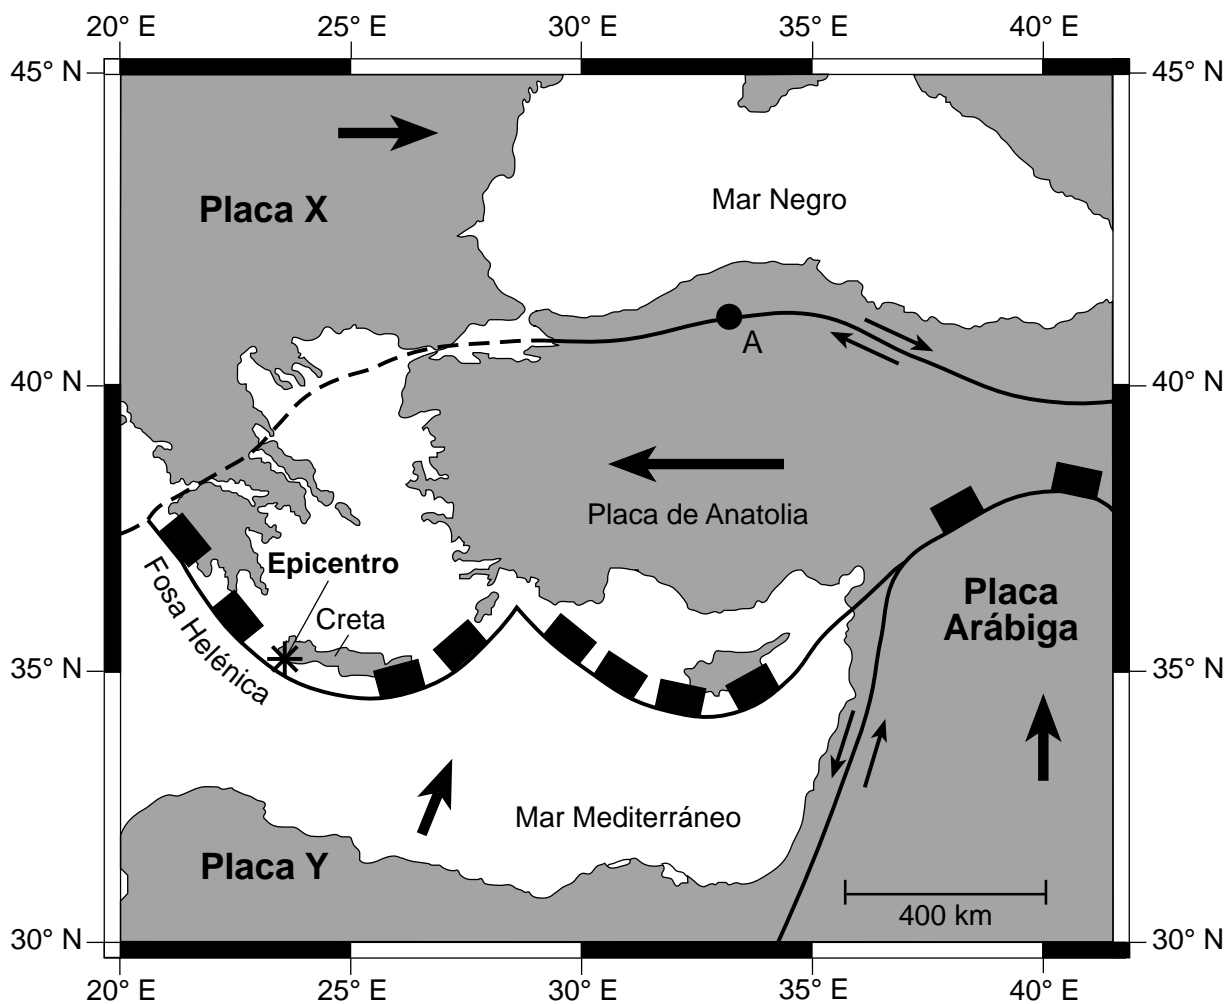 20° E 25° E 30° E 35° E 40° E
45° N 45° N
Placa X
Mar Negro
A
40° N 40° N
Placa de Anatolia
Epicentro
Creta
Fosa Helénica
Placa
Arábiga
35° N 35° N
Mar Mediterráneo
Placa Y
400 km
30° N 30° N
20° E 25° E 30° E 35° E 40° E